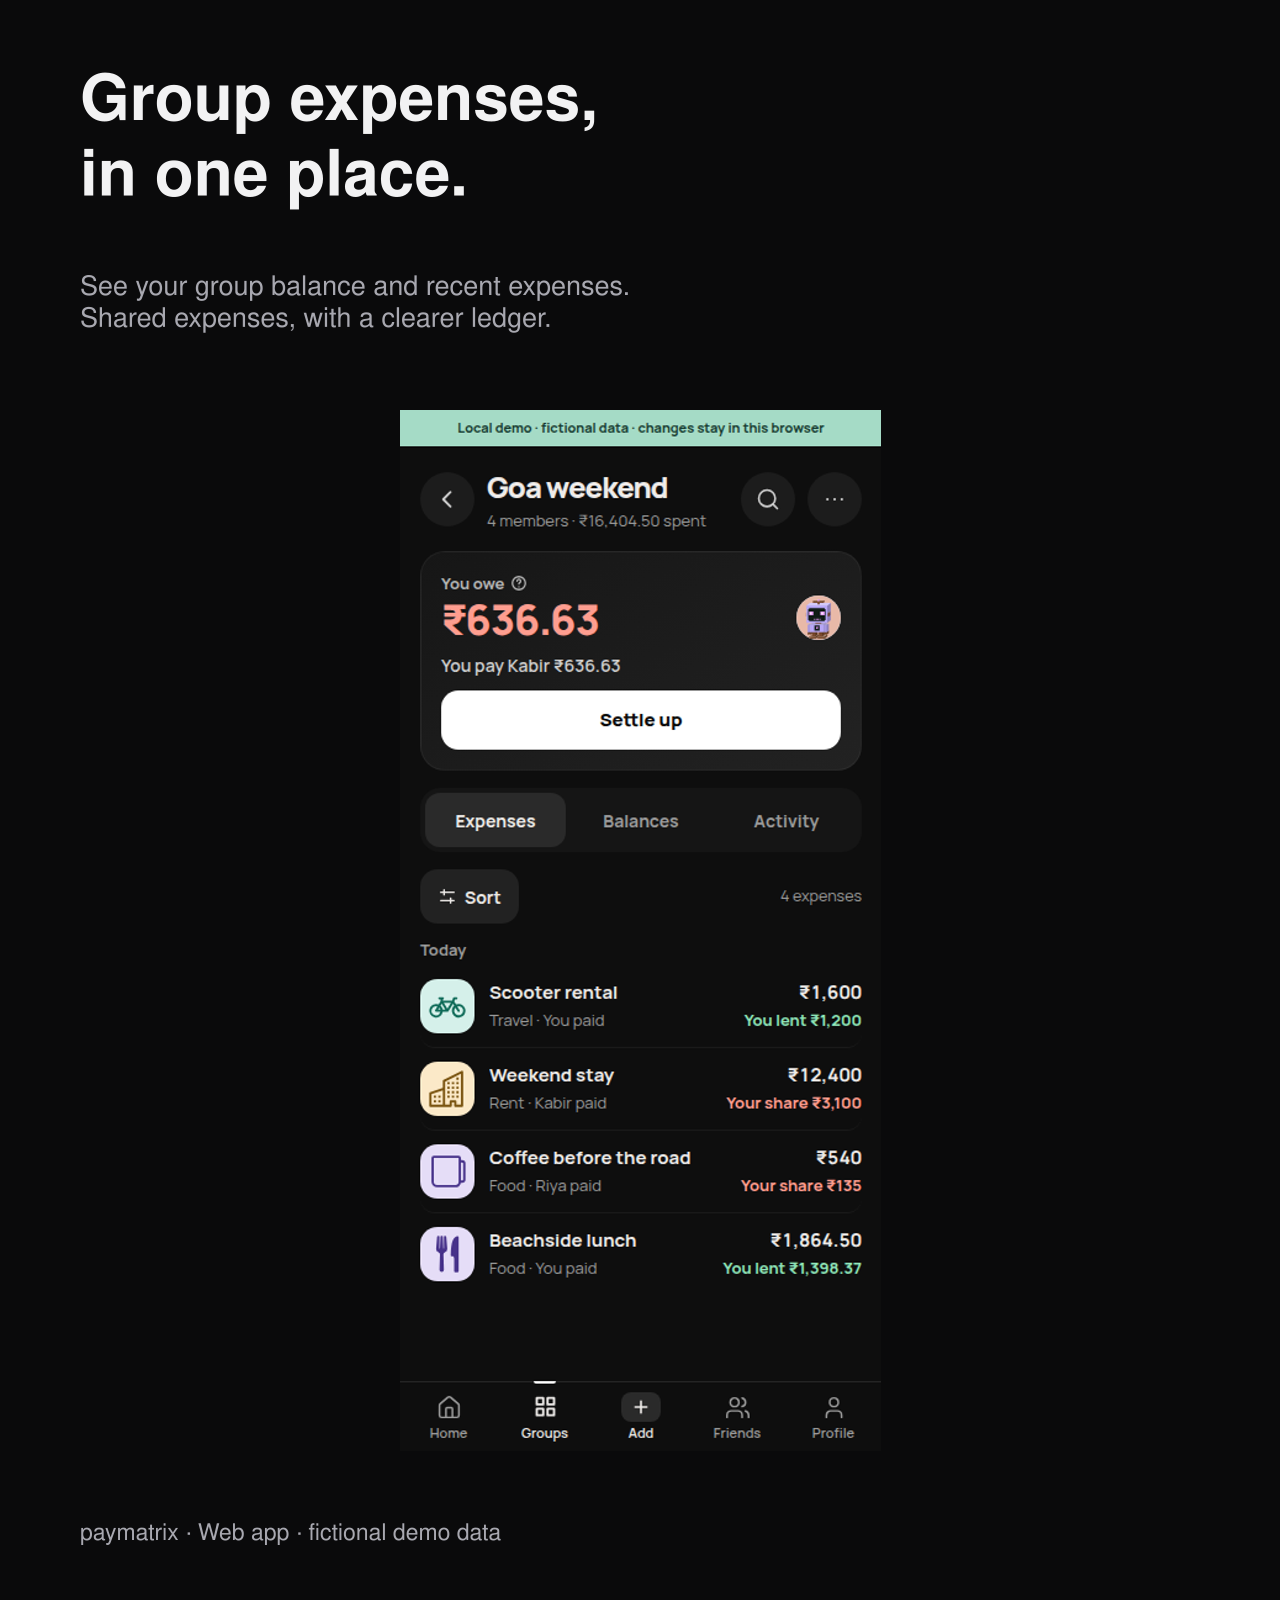 Group expenses,
in one place.
See your group balance and recent expenses.
Shared expenses, with a clearer ledger.
Local demo · fictional data · changes stay in this browser
Goa weekend
4 members · ₹16,404.50 spent
You owe
₹636.63
You pay Kabir ₹636.63
Settle up
Expenses Balances Activity
Sort 4 expenses
Today
Scooter rental ₹1,600
Travel · You paid You lent ₹1,200
Weekend stay ₹12,400
Rent · Kabir paid Your share ₹3,100
Coffee before the road ₹540
Food · Riya paid Your share ₹135
Beachside lunch ₹1,864.50
Food · You paid You lent ₹1,398.37
Home Groups Add Friends Profile
paymatrix · Web app · fictional demo data